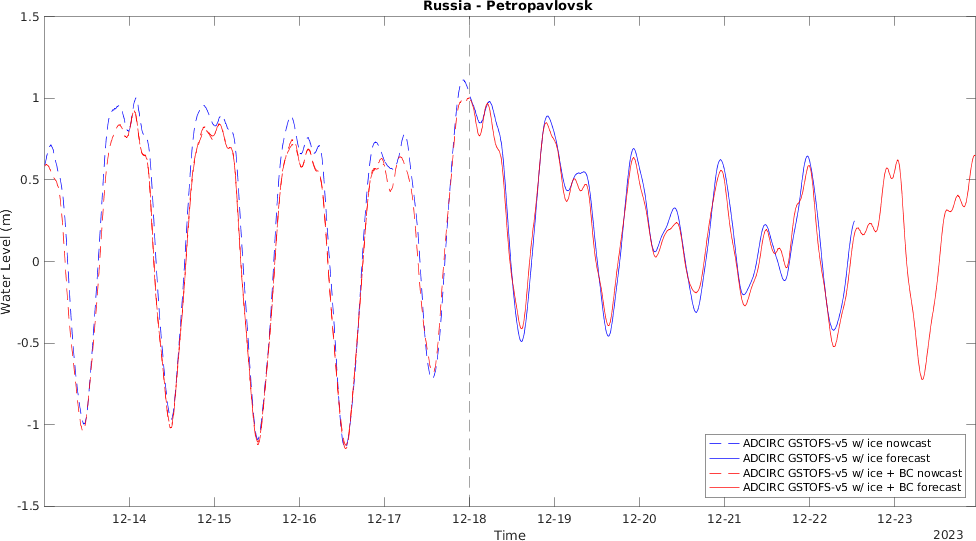 Russia - Petropavlovsk
1.5
1
0.5
0
-0.5
-1
-1.5
Water Level (m)
12-14 12-15 12-16 12-17 12-18 12-19 12-20 12-21 12-22 12-23
Time
2023
ADCIRC GSTOFS-v5 w/ ice nowcast
ADCIRC GSTOFS-v5 w/ ice forecast
ADCIRC GSTOFS-v5 w/ ice + BC nowcast
ADCIRC GSTOFS-v5 w/ ice + BC forecast